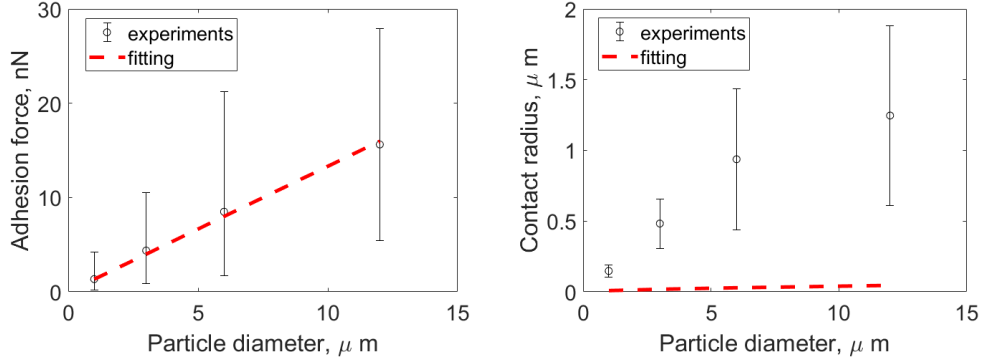 30
20
10
0
Adhesion force, nN
experiments
fitting
0 5 10 15
Particle diameter, μ m
2
1.5
1
0.5
0
Contact radius, μ m
experiments
fitting
0 5 10 15
Particle diameter, μ m